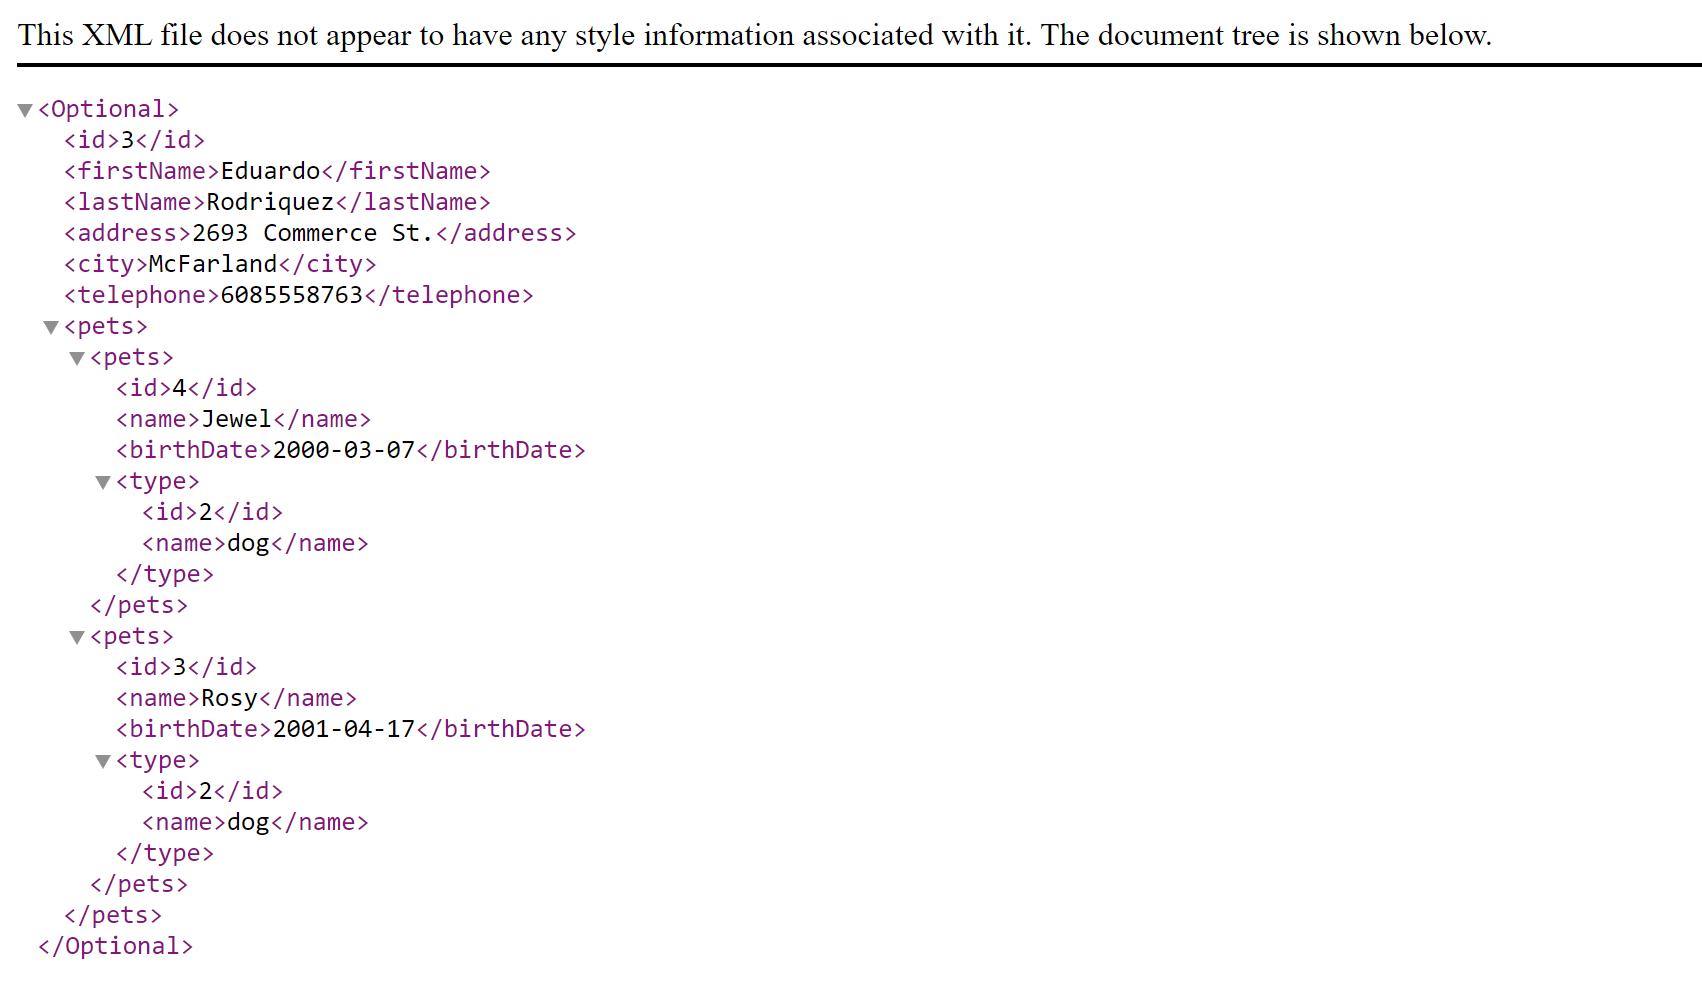 This XML file does not appear to have any style information associated with it. The document tree is shown below.
<Optional>
<id>3</id>
<firstName>Eduardo</firstName>
<lastName>Rodriquez</lastName>
<address>2693 Commerce St.</address>
<city>McFarland</city>
<telephone>6085558763</telephone>
<pets>
<pets>
<id>4</id>
<name>Jewel</name>
<birthDate>2000-03-07</birthDate>
<type>
<id>2</id>
<name>dog</name>
</type>
</pets>
<pets>
<id>3</id>
<name>Rosy</name>
<birthDate>2001-04-17</birthDate>
<type>
<id>2</id>
<name>dog</name>
</type>
</pets>
</pets>
</Optional>